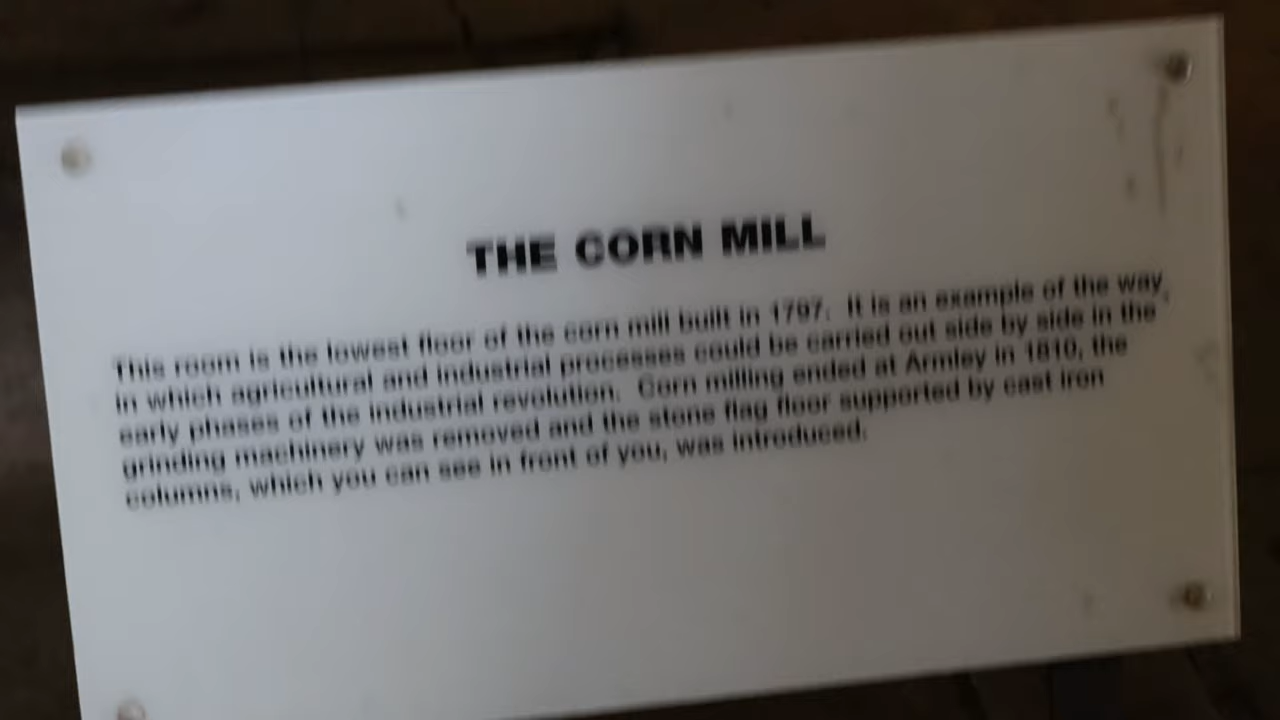 THE CORN MILL
This room is the lowest floor of the corn mill built in 1797. It is an example of the way,
in which agricultural and industrial processes could be carried out side by side in the
early phases of the industrial revolution. Corn milling ended at Armley in 1810, the
grinding machinery was removed and the stone flag floor supported by cast iron
columns, which you can see in front of you, was introduced.